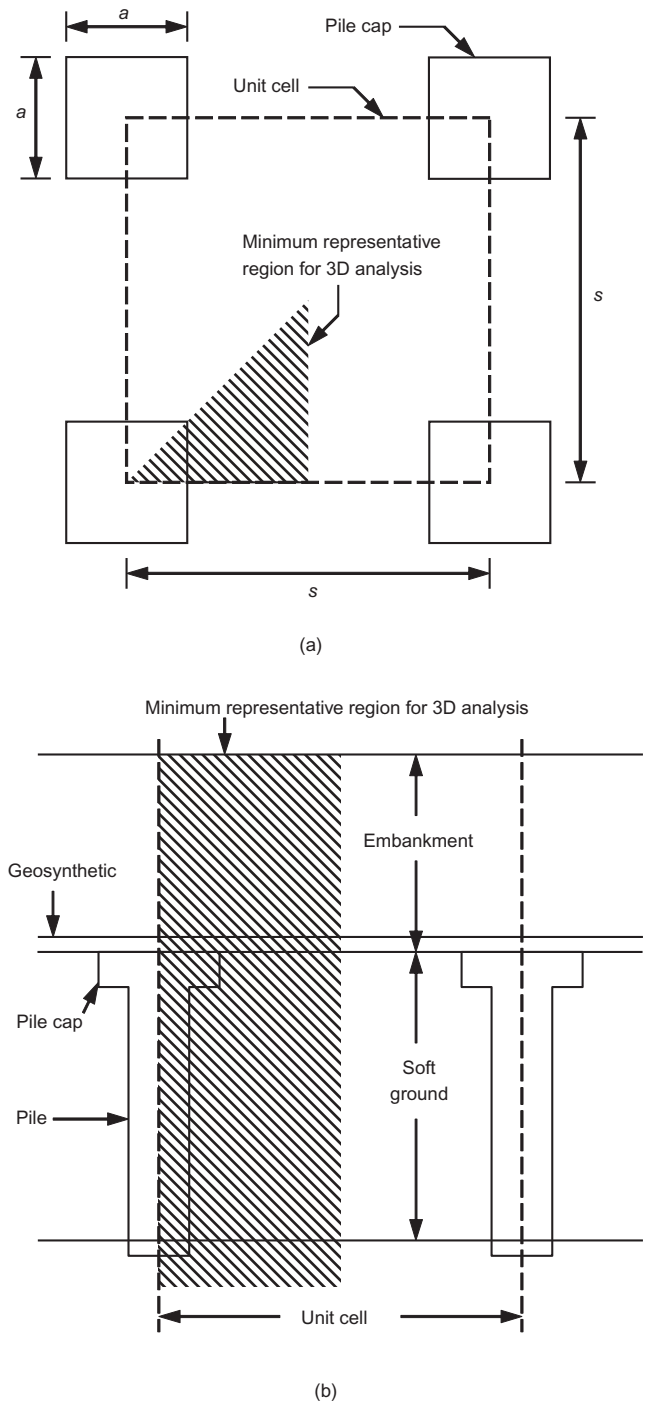 a
Pile cap
Unit cell
a
Minimum representative
region for 3D analysis
s
s
(a)
Minimum representative region for 3D analysis
Embankment
Geosynthetic
Pile cap
Soft
ground
Pile
Unit cell
(b)